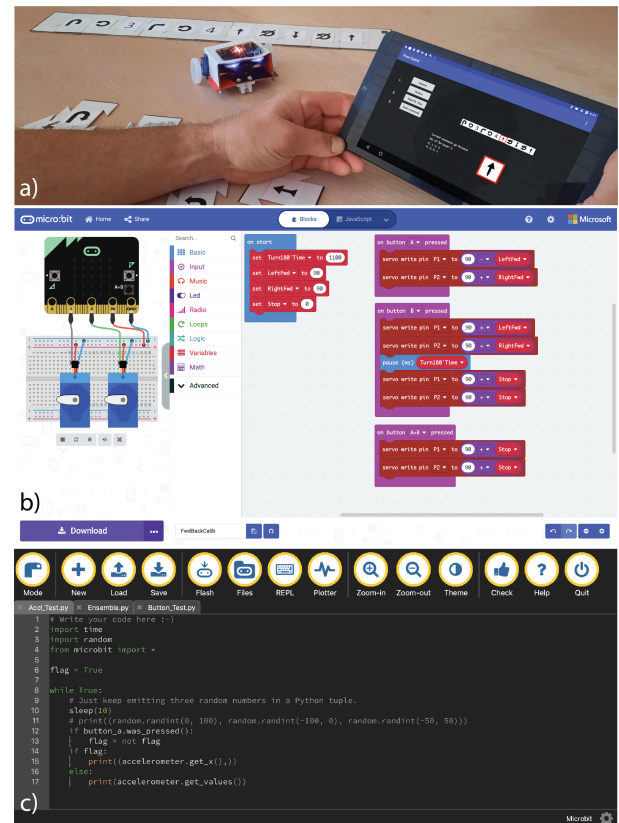 a)
micro:bit Home Share Blocks JavaScript Microsoft
Search...
Basic
Input
Music
Led
Radio
Loops
Logic
Variables
Math
Advanced
A+B
0 1 2 3V GND
on start
set Turn180˚Time to 1100
set LeftFwd to 90
set RightFwd to 90
set Stop to 0
on button A pressed
servo write pin P1 to 90 - LeftFwd
servo write pin P2 to 90 + RightFwd
on button B pressed
servo write pin P1 to 90 + LeftFwd
servo write pin P2 to 90 + RightFwd
pause (ms) Turn180˚Time
servo write pin P1 to 90 + Stop
servo write pin P2 to 90 + Stop
on button A+B pressed
servo write pin P1 to 90 + Stop
servo write pin P2 to 90 + Stop
b)
Download ... FwdBackCalib
Mode New Load Save Flash Files REPL Plotter Zoom-in Zoom-out Theme Check Help Quit
Accl_Test.py Ensemble.py Button_Test.py
1 # Write your code here :-)
2 import time
3 import random
4 from microbit import *
5
6 flag = True
7
8 while True:
9 # Just keep emitting three random numbers in a Python tuple.
10 sleep(10)
11 # print((random.randint(0, 100), random.randint(-100, 0), random.randint(-50, 50)))
12 if button_a.was_pressed():
13 flag = not flag
14 if flag:
15 print((accelerometer.get_x(),))
16 else:
17 print(accelerometer.get_values())
c)
Microbit